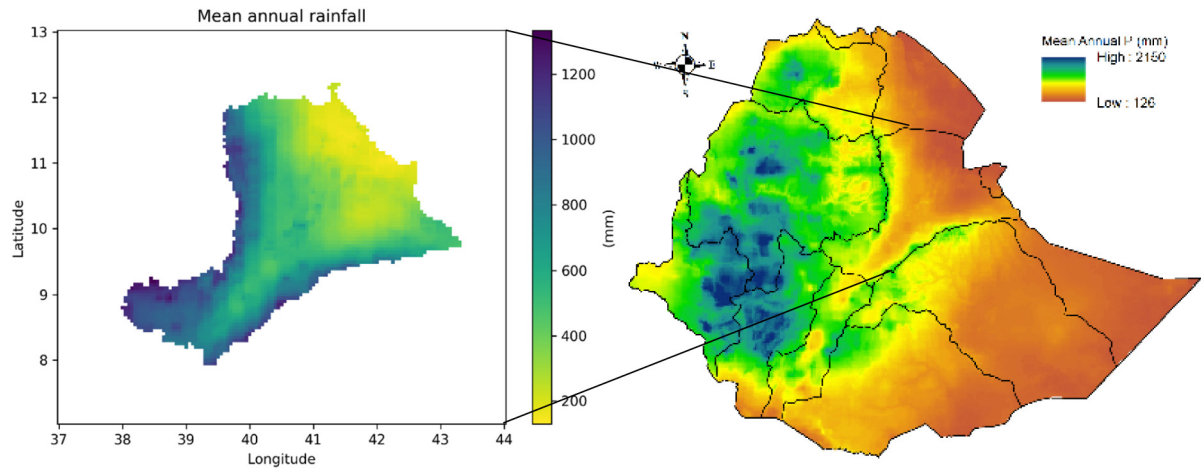 Mean annual rainfall
13
12
11
10
9
8
Latitude
37 38 39 40 41 42 43 44
Longitude
1200
1000
800
600
400
200
(mm)
N
W E
S
Mean Annual P (mm)
High : 2150
Low : 126